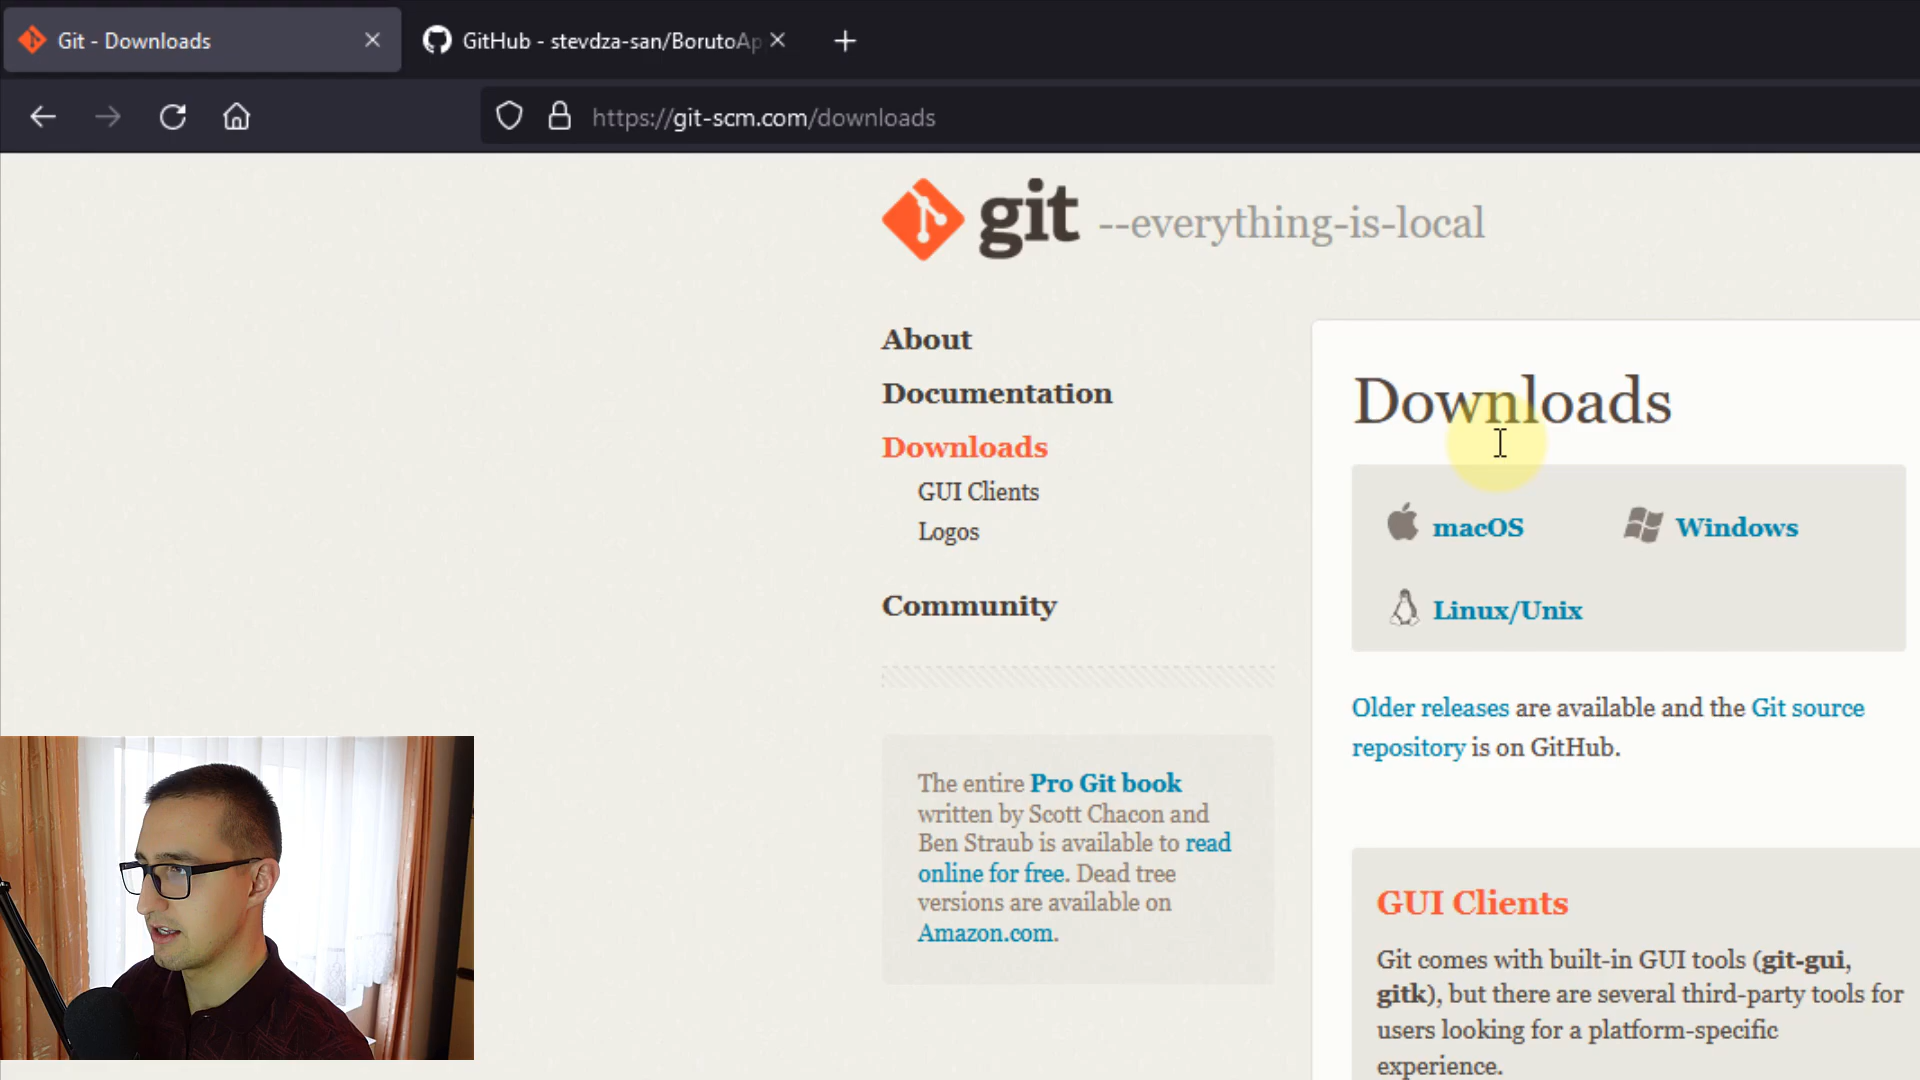 Git - Downloads
GitHub - stevdza-san/BorutoAp
https://git-scm.com/downloads
git --everything-is-local
About
Documentation
Downloads
GUI Clients
Logos
Community
The entire Pro Git book
written by Scott Chacon and
Ben Straub is available to read
online for free. Dead tree
versions are available on
Amazon.com.
Downloads
macOS
Windows
Linux/Unix
Older releases are available and the Git source
repository is on GitHub.
GUI Clients
Git comes with built-in GUI tools (git-gui,
gitk), but there are several third-party tools for
users looking for a platform-specific
experience.